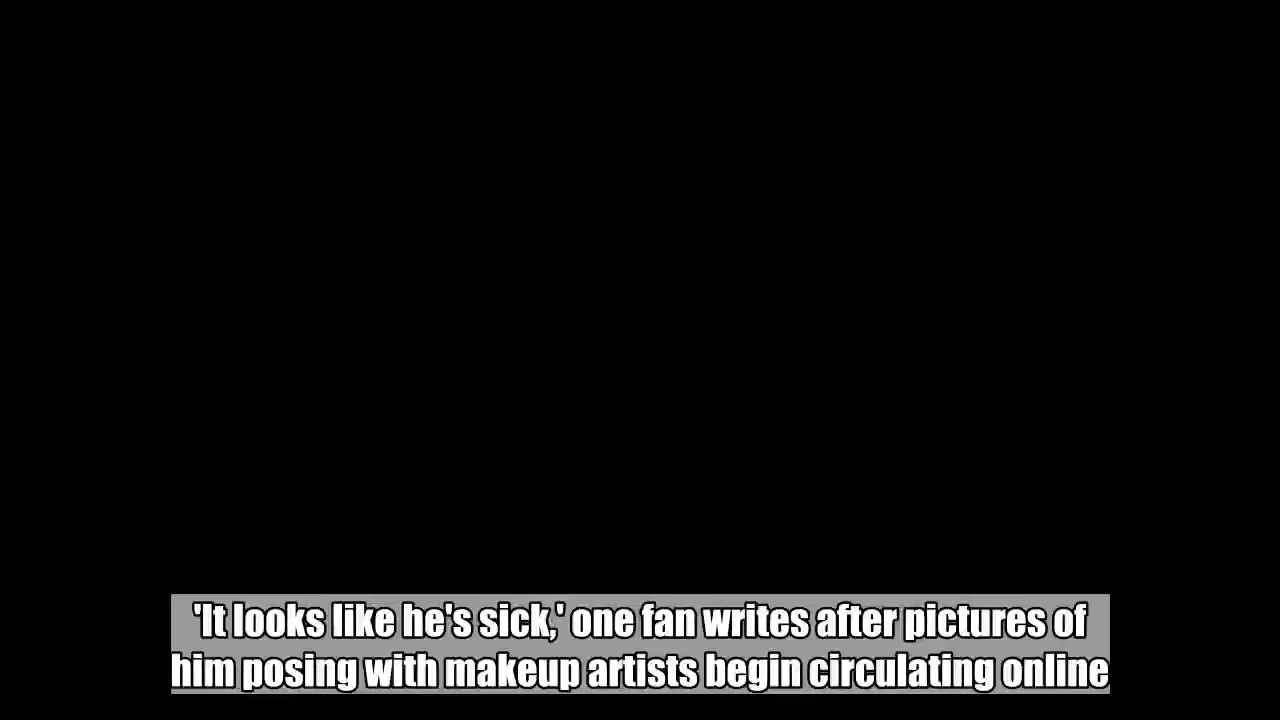 'It looks like he's sick,' one fan writes after pictures of
him posing with makeup artists begin circulating online